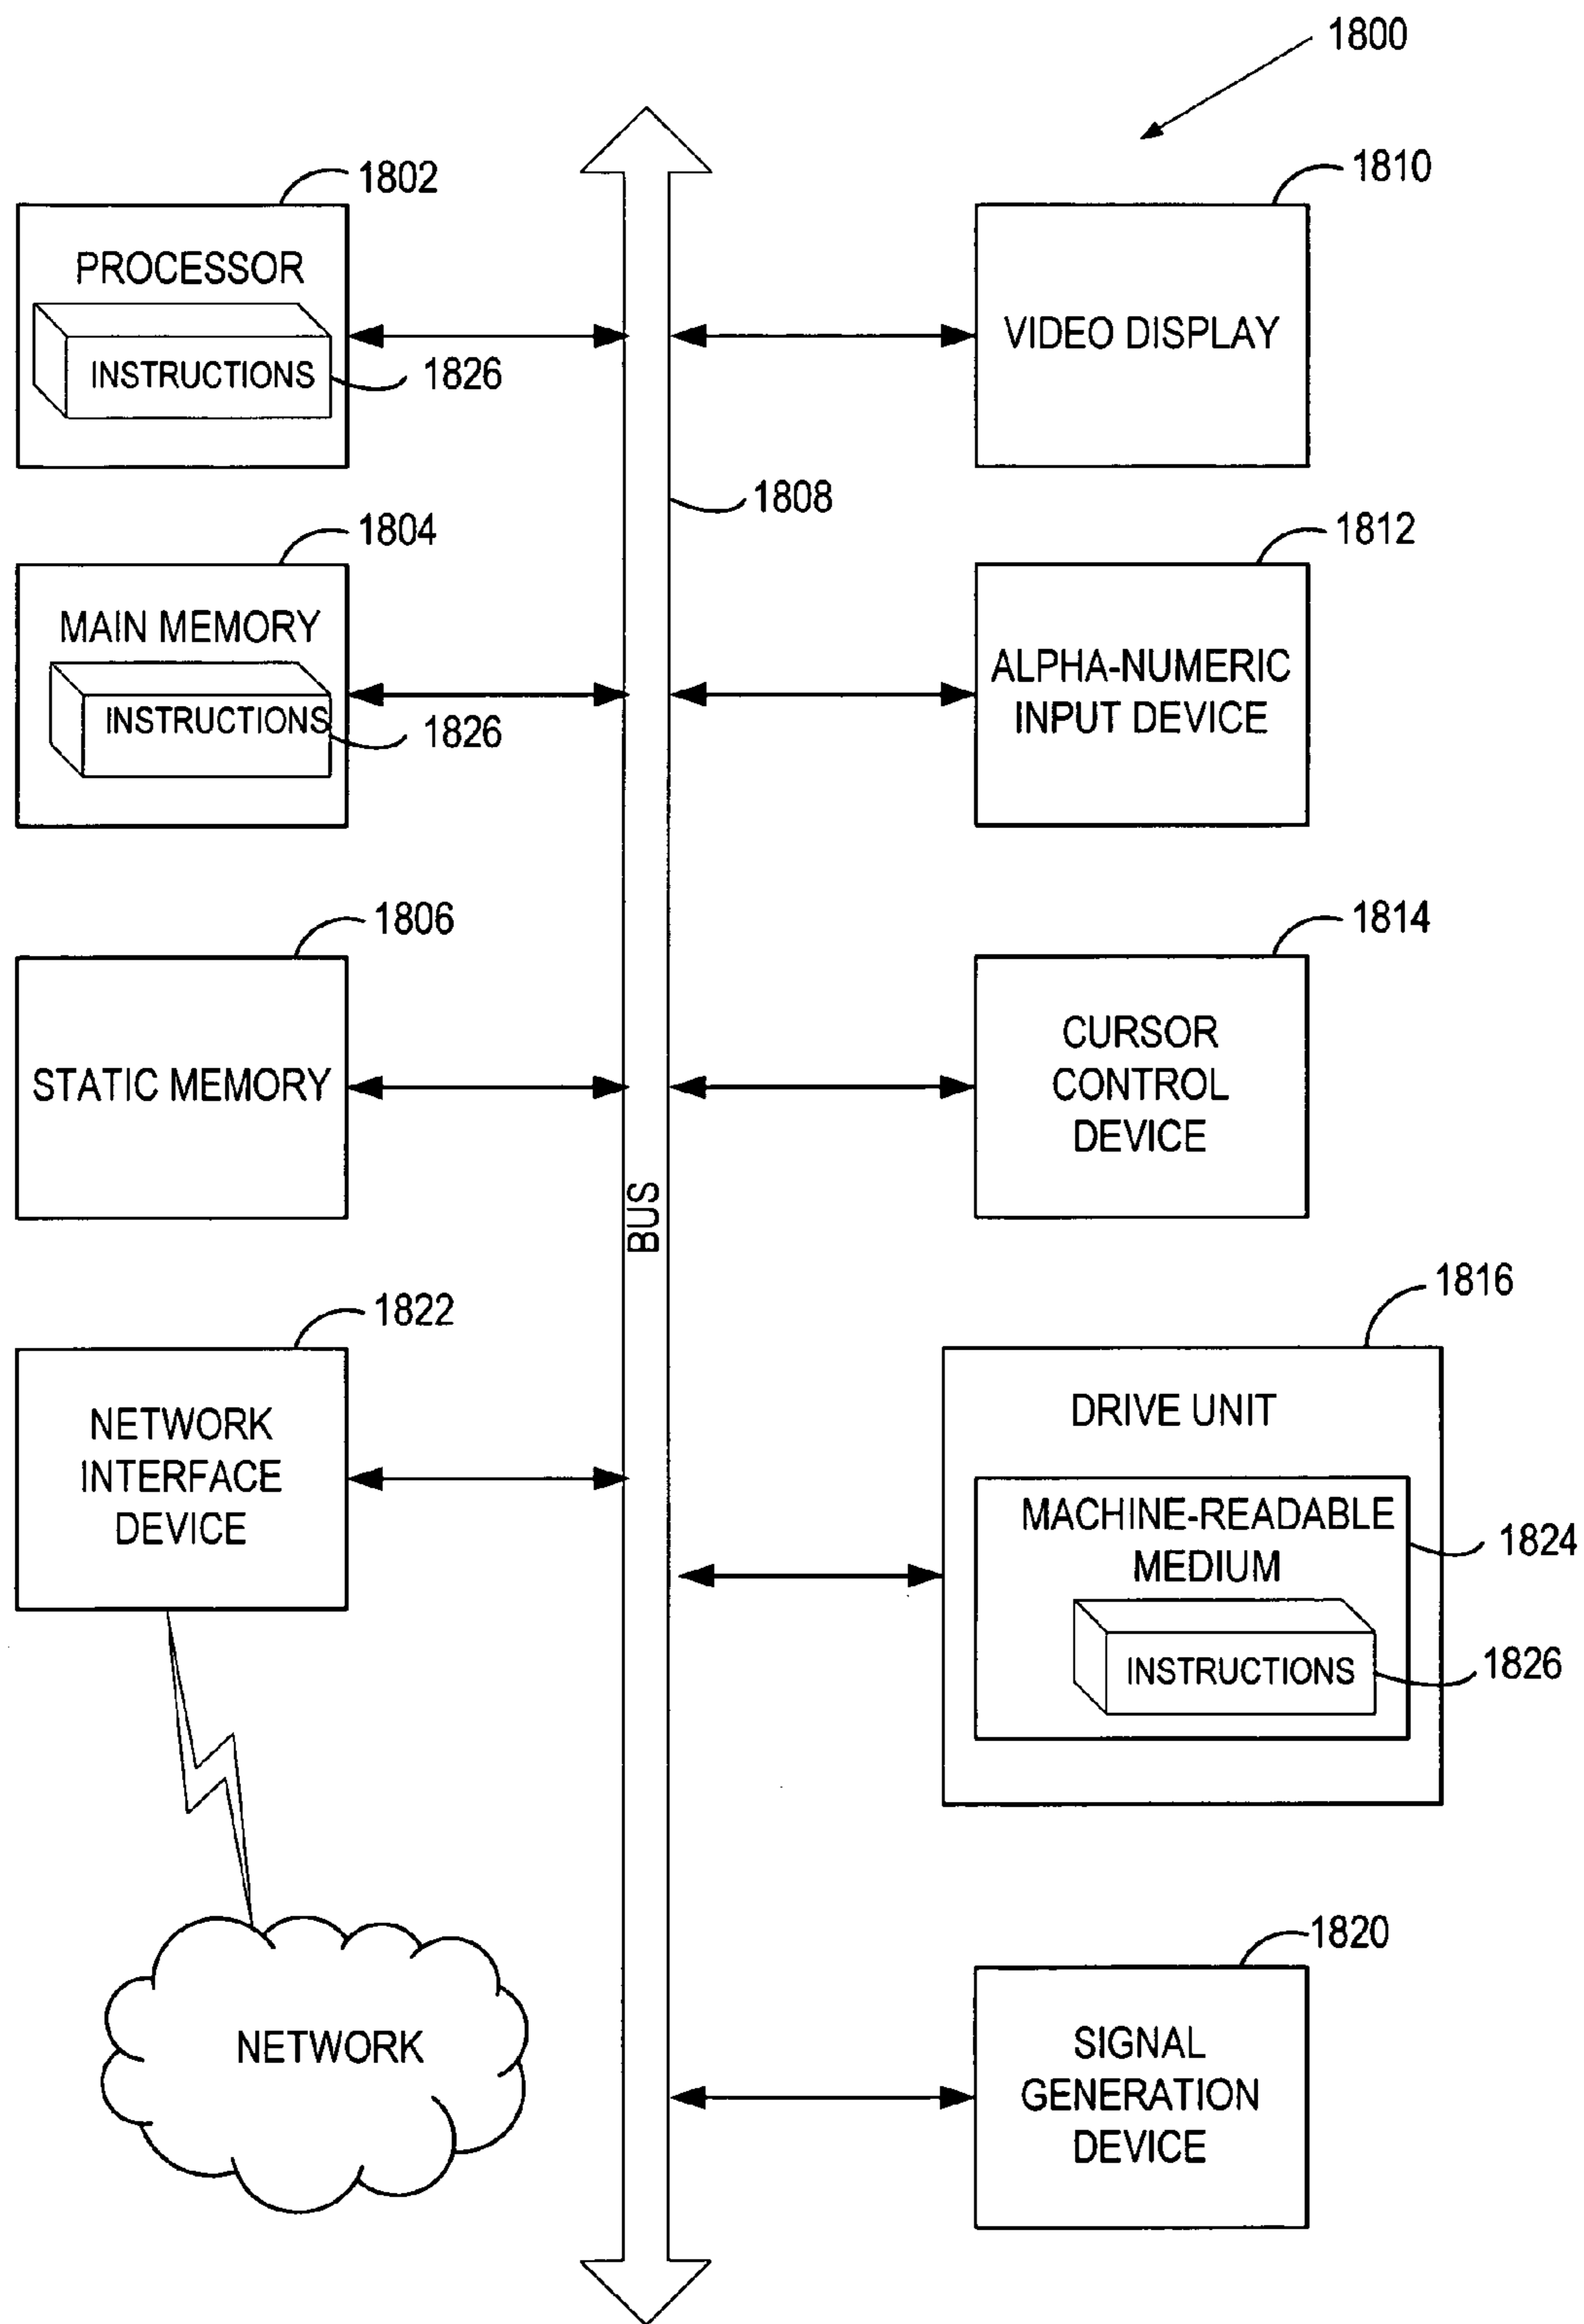 1800
1802
PROCESSOR
INSTRUCTIONS
1826
1810
VIDEO DISPLAY
1808
1804
MAIN MEMORY
INSTRUCTIONS
1826
1812
ALPHA-NUMERIC
INPUT DEVICE
1806
STATIC MEMORY
1814
CURSOR
CONTROL
DEVICE
BUS
1822
NETWORK
INTERFACE
DEVICE
1816
DRIVE UNIT
MACHINE-READABLE
MEDIUM
1824
INSTRUCTIONS
1826
NETWORK
1820
SIGNAL
GENERATION
DEVICE